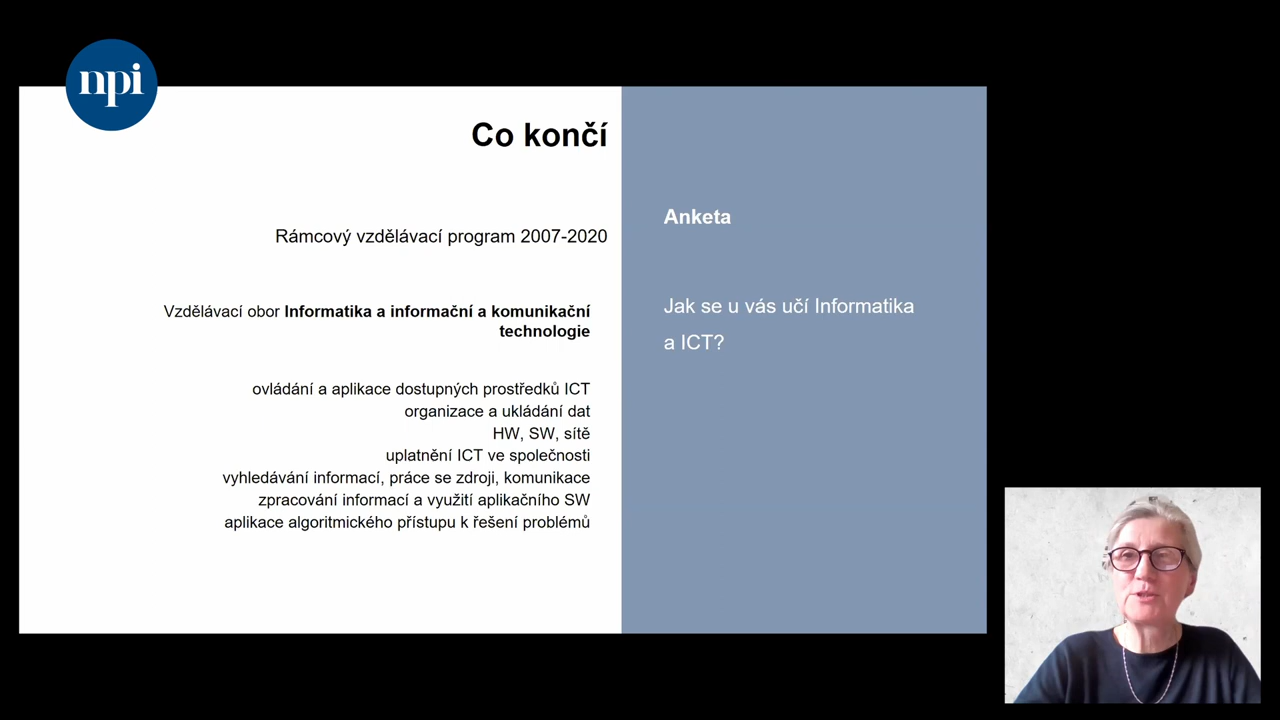 npi
Co končí
Rámcový vzdělávací program 2007-2020
Vzdělávací obor Informatika a informační a komunikační
technologie
ovládání a aplikace dostupných prostředků ICT
organizace a ukládání dat
HW, SW, sítě
uplatnění ICT ve společnosti
vyhledávání informací, práce se zdroji, komunikace
zpracování informací a využití aplikačního SW
aplikace algoritmického přístupu k řešení problémů
Anketa
Jak se u vás učí Informatika
a ICT?